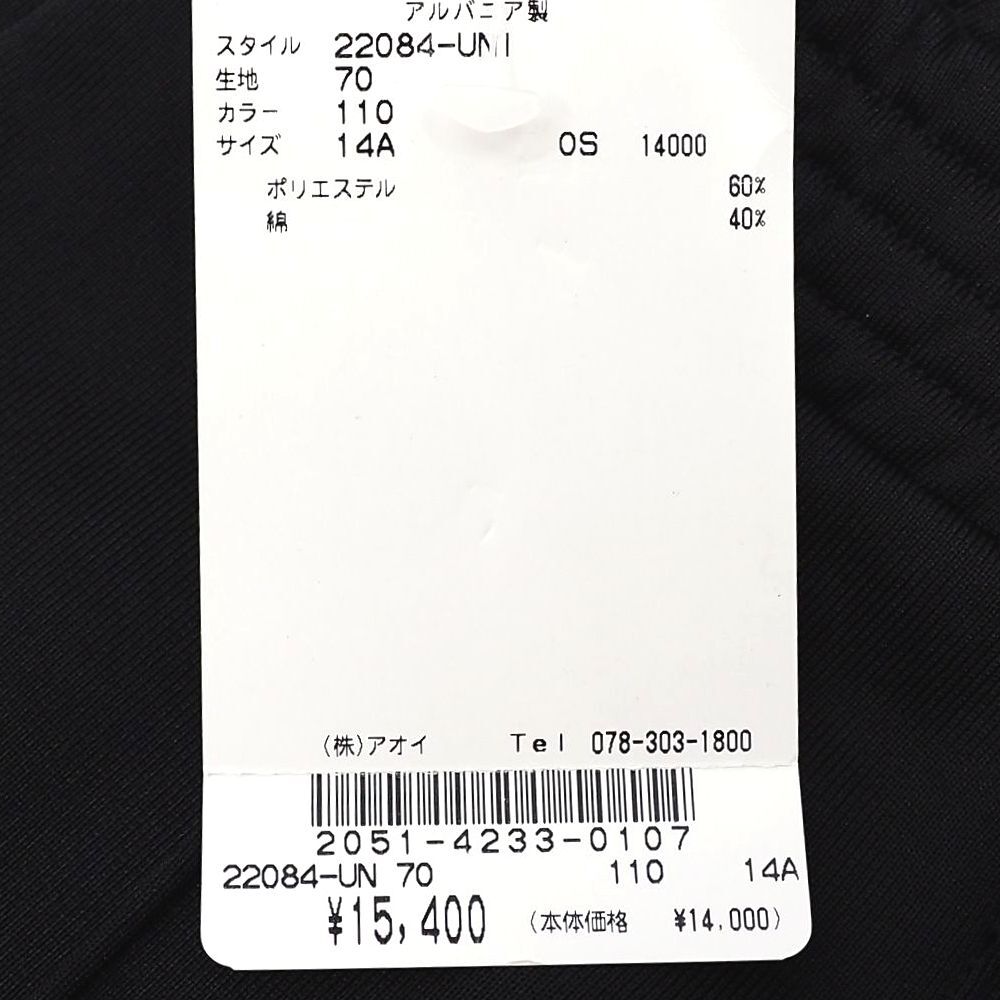 アルバニア製
スタイル 22084-UNI
生地 70
カラー 110
サイズ 14A OS 14000
ポリエステル 60%
綿 40%
(株)アオイ Tel 078-303-1800
2051-4233-0107
22084-UN 70 110 14A
¥15,400 (本体価格 ¥14,000)